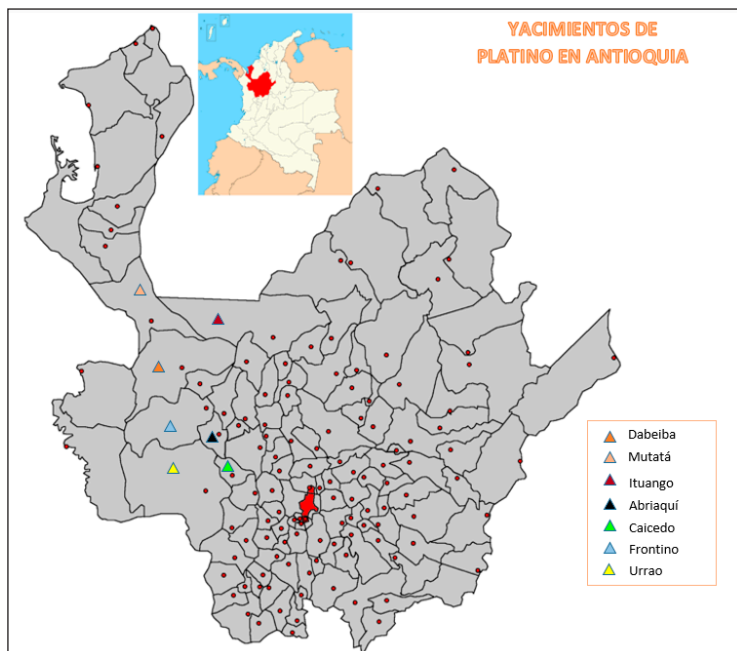 YACIMIENTOS DE
PLATINO EN ANTIOQUIA
Dabeiba
Mutatá
Ituango
Abriaquí
Caicedo
Frontino
Urrao